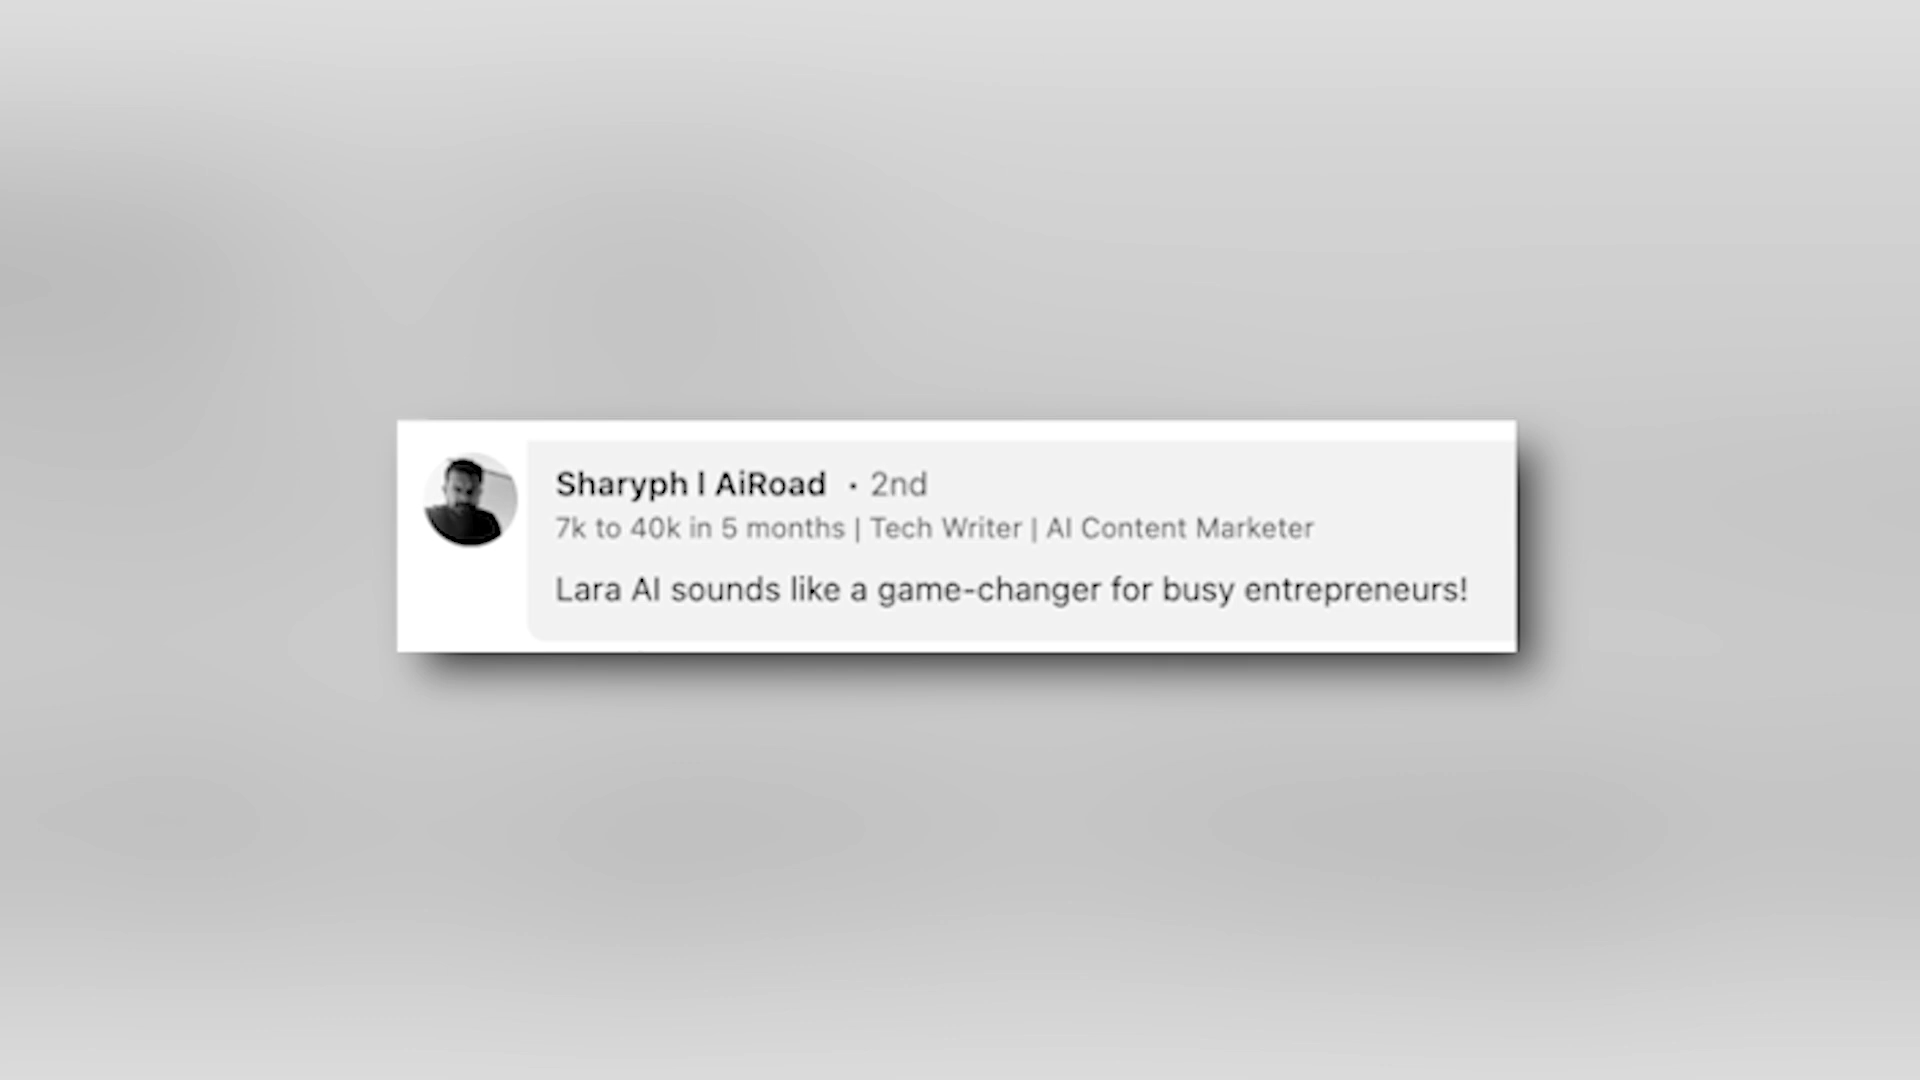 Sharyph l AiRoad • 2nd
7k to 40k in 5 months | Tech Writer | AI Content Marketer
Lara AI sounds like a game-changer for busy entrepreneurs!